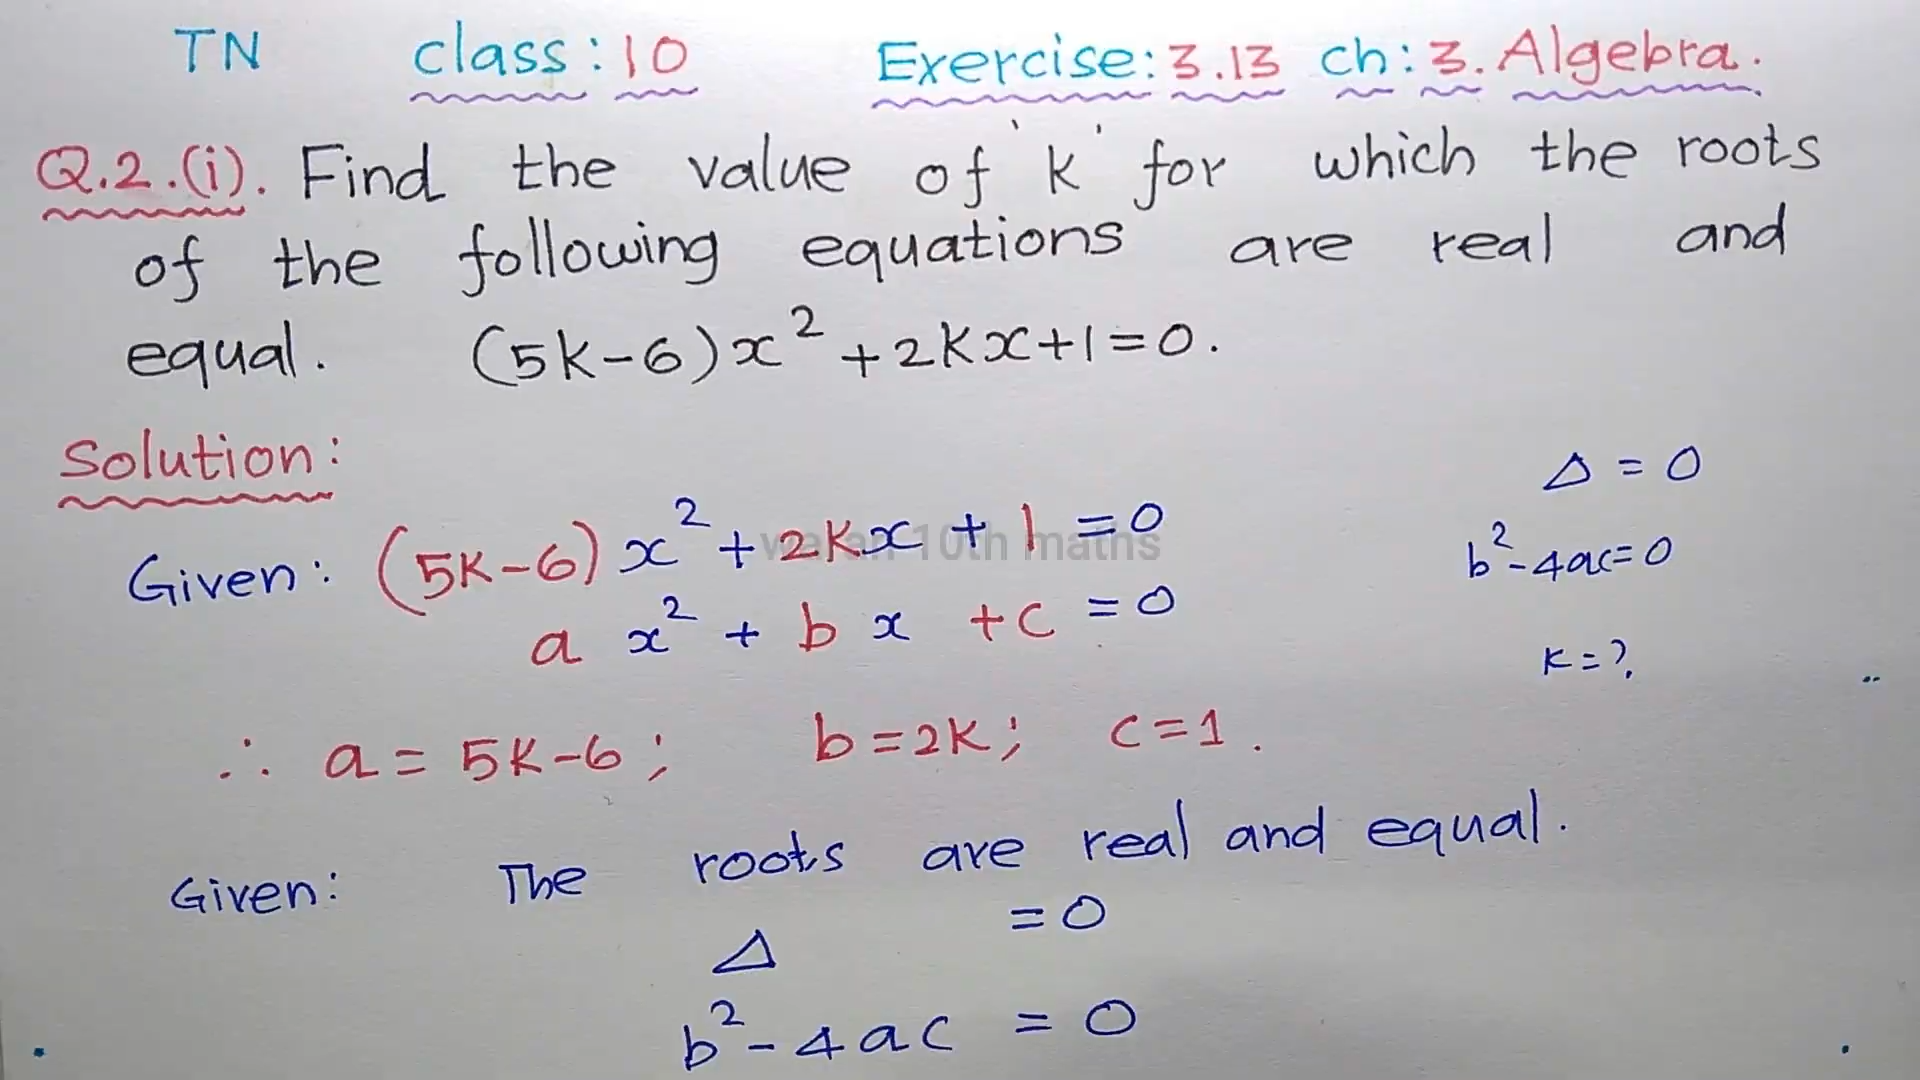 TN class: 10 Exercise: 3.13 ch: 3. Algebra.
Q.2.(i). Find the value of 'k' for which the roots
of the following equations are real and
equal. (5k-6)x² + 2kx+1=0.
Solution:
Δ = 0
Given: (5k-6)x² + 2kx + 1 = 0
b²-4ac=0
a x² + b x + c = 0
k=?
∴ a = 5k-6; b=2k; c=1.
Given: The roots are real and equal.
Δ = 0
b²-4ac = 0
10th maths